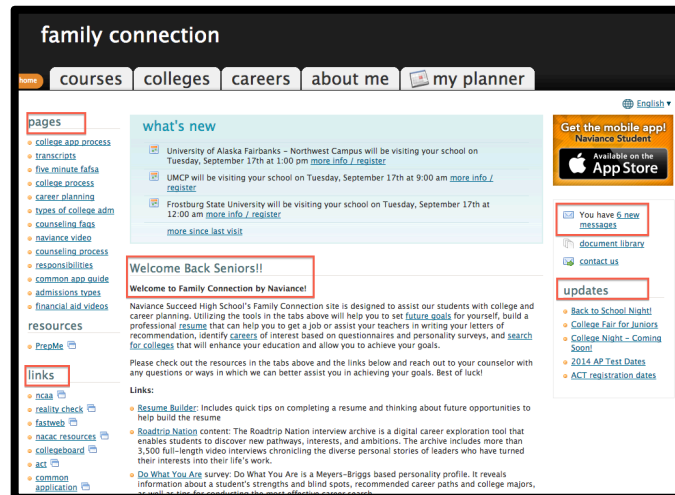 family connection
home
courses
colleges
careers
about me
my planner
English
pages
college app process
transcripts
five minute fafsa
college process
career planning
types of college adm
counseling faqs
naviance video
counseling process
responsibilities
common app guide
admissions types
financial aid videos
resources
PrepMe
links
ncaa
reality check
fastweb
nacac resources
collegeboard
act
common
application
what's new
University of Alaska Fairbanks – Northwest Campus will be visiting your school on
Tuesday, September 17th at 1:00 pm more info / register
UMCP will be visiting your school on Tuesday, September 17th at 9:00 am more info /
register
Frostburg State University will be visiting your school on Tuesday, September 17th at
12:00 am more info / register
more since last visit
Welcome Back Seniors!!
Welcome to Family Connection by Naviance!
Naviance Succeed High School's Family Connection site is designed to assist our students with college and
career planning. Utilizing the tools in the tabs above will help you to set future goals for yourself, build a
professional resume that can help you to get a job or assist your teachers in writing your letters of
recommendation, identify careers of interest based on questionnaires and personality surveys, and search
for colleges that will enhance your education and allow you to achieve your goals.
Please check out the resources in the tabs above and the links below and reach out to your counselor with
any questions or ways in which we can better assist you in achieving your goals. Best of luck!
Links:
Resume Builder: Includes quick tips on completing a resume and thinking about future opportunities to
help build the resume
Roadtrip Nation content: The Roadtrip Nation interview archive is a digital career exploration tool that
enables students to discover new pathways, interests, and ambitions. The archive includes more than
3,500 full-length video interviews chronicling the diverse personal stories of leaders who have turned
their interests into their life's work.
Do What You Are survey: Do What You Are is a Meyers-Briggs based personality profile. It reveals
information about a student's strengths and blind spots, recommended career paths and college majors,
as well as tips for conducting the most effective career search
Get the mobile app!
Naviance Student
Available on the
App Store
You have 6 new
messages
document library
contact us
updates
Back to School Night!
College Fair for Juniors
College Night - Coming
Soon!
2014 AP Test Dates
ACT registration dates